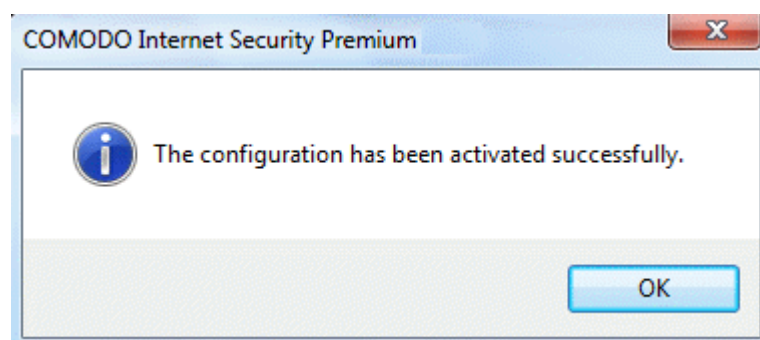 COMODO Internet Security Premium
The configuration has been activated successfully.
OK